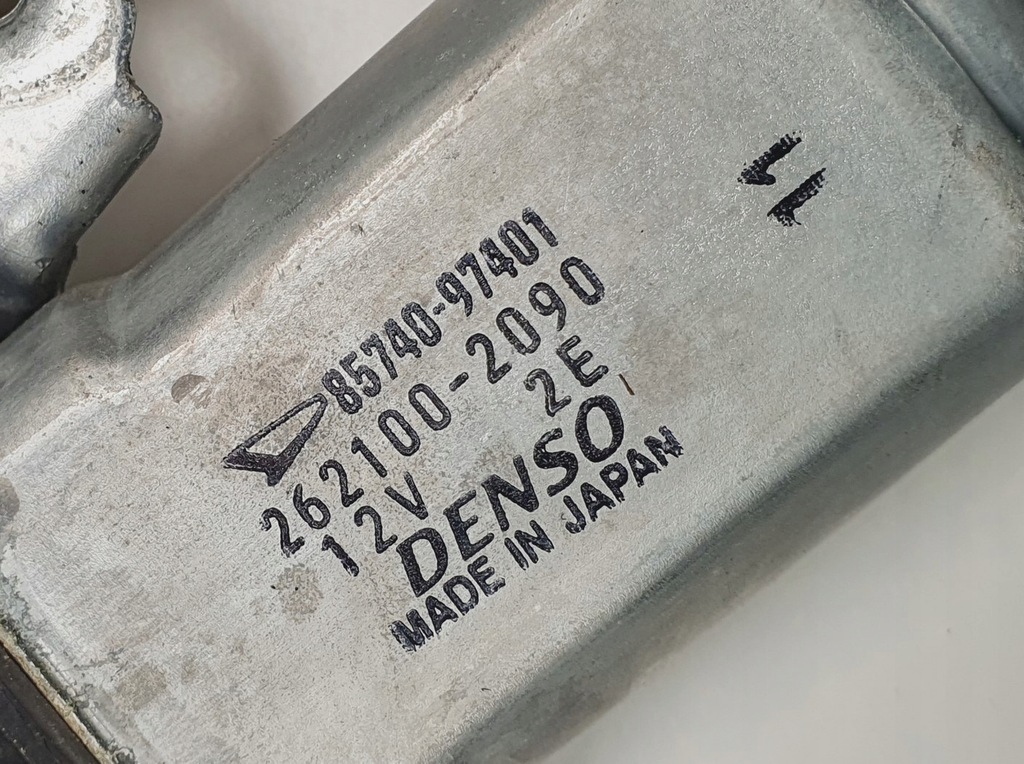 85740-97401
262100-2090
12V 2E
DENSO
MADE IN JAPAN